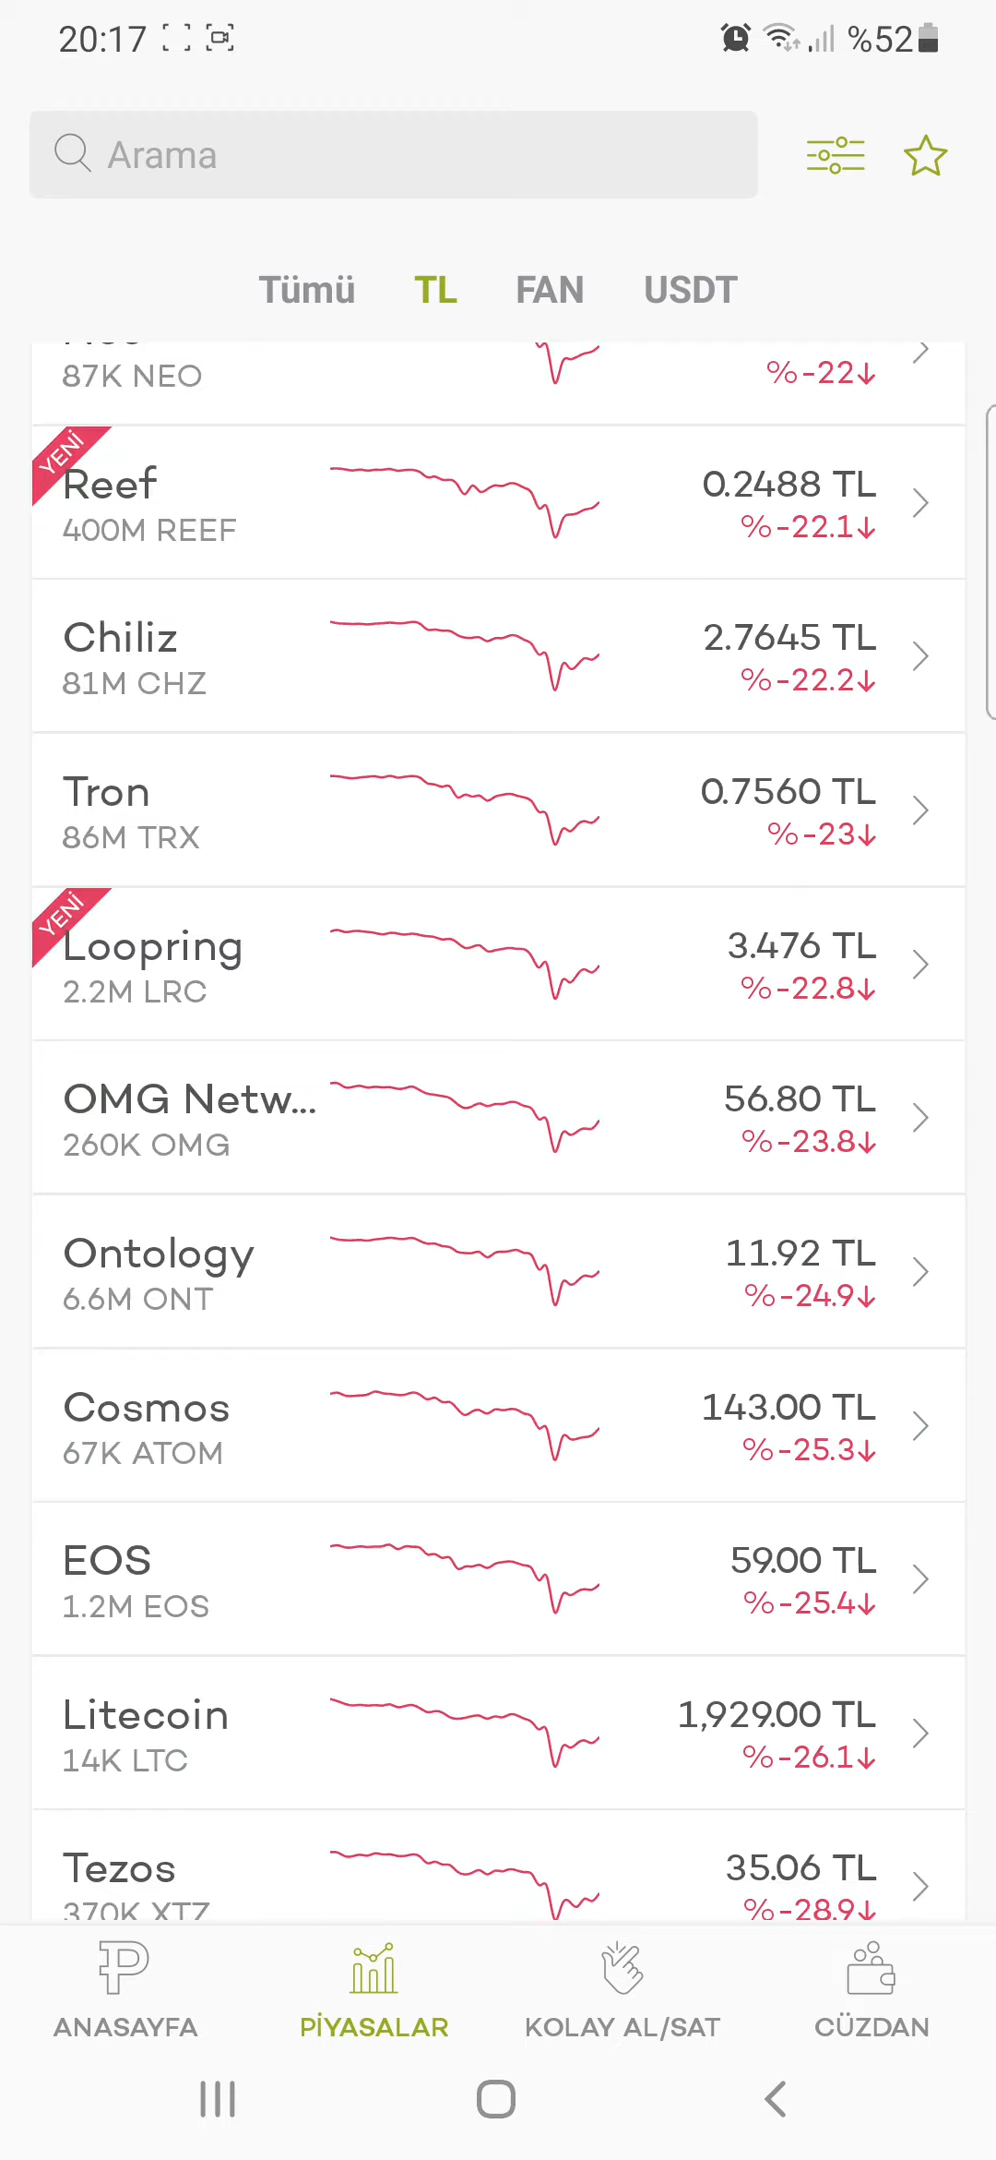 20:17 %52
Arama
Tümü TL FAN USDT
87K NEO %-22↓
YENİ
Reef 0.2488 TL
400M REEF %-22.1↓
Chiliz 2.7645 TL
81M CHZ %-22.2↓
Tron 0.7560 TL
86M TRX %-23↓
YENİ
Loopring 3.476 TL
2.2M LRC %-22.8↓
OMG Netw... 56.80 TL
260K OMG %-23.8↓
Ontology 11.92 TL
6.6M ONT %-24.9↓
Cosmos 143.00 TL
67K ATOM %-25.3↓
EOS 59.00 TL
1.2M EOS %-25.4↓
Litecoin 1,929.00 TL
14K LTC %-26.1↓
Tezos 35.06 TL
370K XTZ %-28.9↓
ANASAYFA PİYASALAR KOLAY AL/SAT CÜZDAN